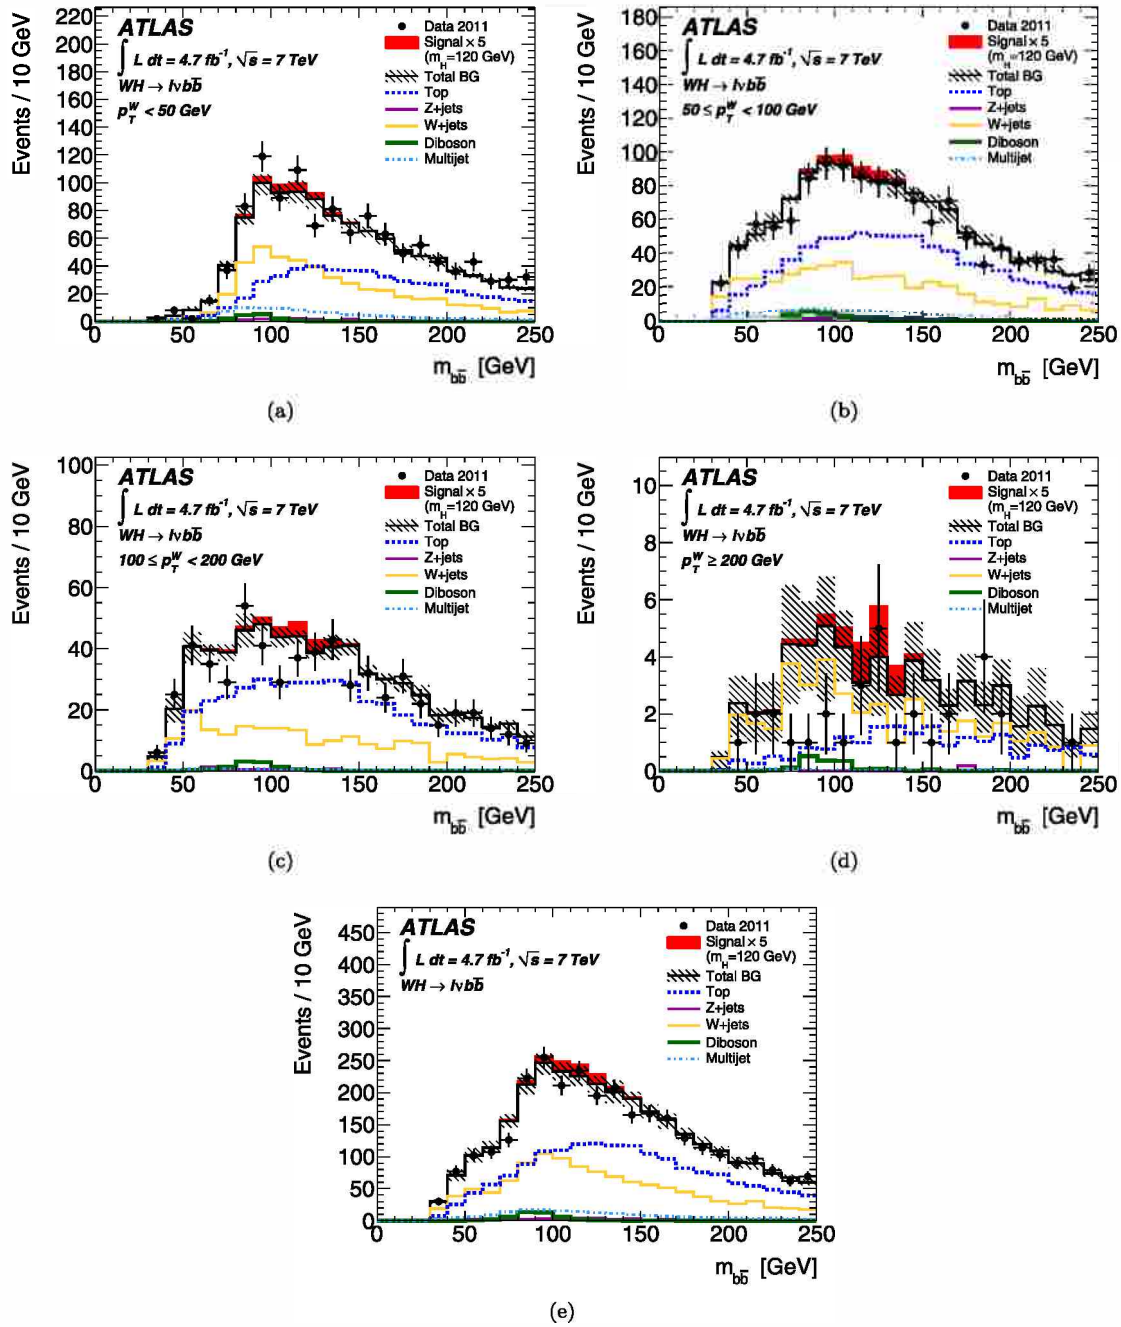 ATLAS
∫ L dt = 4.7 fb⁻¹, √s = 7 TeV
WH → lνbb̅
p_T^W < 50 GeV
Data 2011
Signal × 5
(m_H=120 GeV)
Total BG
Top
Z+jets
W+jets
Diboson
Multijet
Events / 10 GeV
220
200
180
160
140
120
100
80
60
40
20
0
0 50 100 150 200 250
m_bb̅ [GeV]
(a)
ATLAS
∫ L dt = 4.7 fb⁻¹, √s = 7 TeV
WH → lνbb̅
50 ≤ p_T^W < 100 GeV
Data 2011
Signal × 5
(m_H=120 GeV)
Total BG
Top
Z+jets
W+jets
Diboson
Multijet
Events / 10 GeV
180
160
140
120
100
80
60
40
20
0
0 50 100 150 200 250
m_bb̅ [GeV]
(b)
ATLAS
∫ L dt = 4.7 fb⁻¹, √s = 7 TeV
WH → lνbb̅
100 ≤ p_T^W < 200 GeV
Data 2011
Signal × 5
(m_H=120 GeV)
Total BG
Top
Z+jets
W+jets
Diboson
Multijet
Events / 10 GeV
100
80
60
40
20
0
0 50 100 150 200 250
m_bb̅ [GeV]
(c)
ATLAS
∫ L dt = 4.7 fb⁻¹, √s = 7 TeV
WH → lνbb̅
p_T^W ≥ 200 GeV
Data 2011
Signal × 5
(m_H=120 GeV)
Total BG
Top
Z+jets
W+jets
Diboson
Multijet
Events / 10 GeV
10
8
6
4
2
0
0 50 100 150 200 250
m_bb̅ [GeV]
(d)
ATLAS
∫ L dt = 4.7 fb⁻¹, √s = 7 TeV
WH → lνbb̅
Data 2011
Signal × 5
(m_H=120 GeV)
Total BG
Top
Z+jets
W+jets
Diboson
Multijet
Events / 10 GeV
450
400
350
300
250
200
150
100
50
0
0 50 100 150 200 250
m_bb̅ [GeV]
(e)